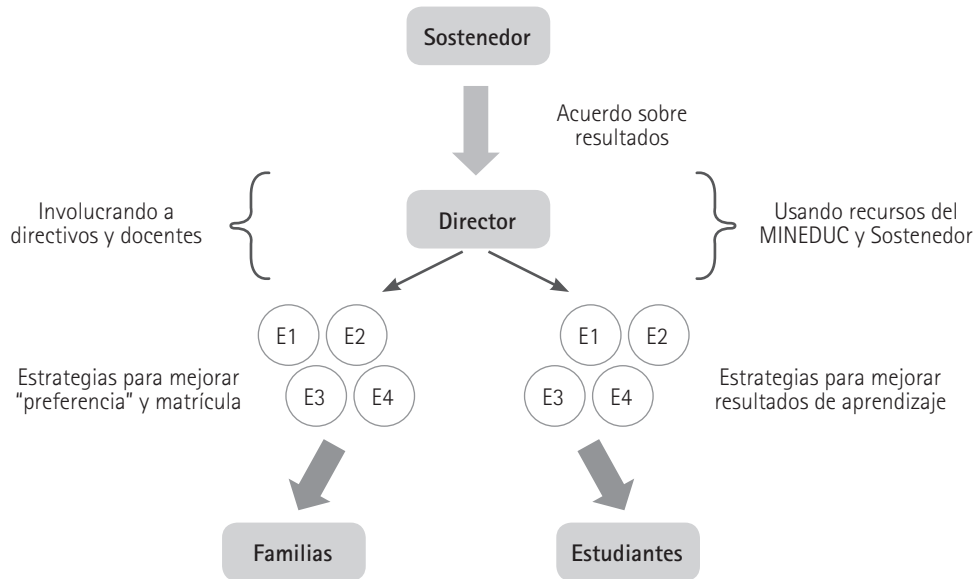 Sostenedor
Acuerdo sobre
resultados
Involucrando a
directivos y docentes
Director
Usando recursos del
MINEDUC y Sostenedor
E1
E2
E3
E4
E1
E2
E3
E4
Estrategias para mejorar
“preferencia” y matrícula
Estrategias para mejorar
resultados de aprendizaje
Familias
Estudiantes